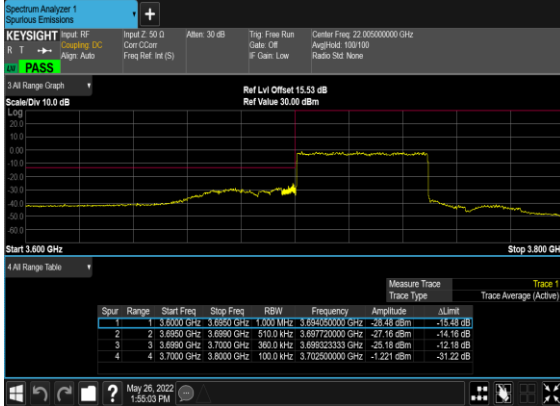 Spectrum Analyzer 1
Spurious Emissions
+
KEYSIGHT Input: RF Input Z: 50 Ω Atten: 30 dB Trig: Free Run Center Freq: 22.005000000 GHz
R T Coupling: DC Corr CCorr Gate: Off Avg|Hold: 100/100
Align: Auto Freq Ref: Int (S) IF Gain: Low Radio Std: None
PASS
3 All Range Graph Ref Lvl Offset 15.53 dB
Scale/Div 10.0 dB Ref Value 30.00 dBm
Log
20.0
10.0
0.00
-10.0
-20.0
-30.0
-40.0
-50.0
-60.0
Start 3.600 GHz Stop 3.800 GH
4 All Range Table
Measure Trace Trace 1
Trace Type Trace Average (Active)
Spur Range Start Freq Stop Freq RBW Frequency Amplitude ΔLimit
1 1 3.6000 GHz 3.6950 GHz 1.000 MHz 3.694050000 GHz -28.48 dBm -15.48 dB
2 2 3.6950 GHz 3.6990 GHz 510.0 kHz 3.697720000 GHz -27.16 dBm -14.16 dB
3 3 3.6990 GHz 3.7000 GHz 360.0 kHz 3.699323333 GHz -25.18 dBm -12.18 dB
4 4 3.7000 GHz 3.8000 GHz 100.0 kHz 3.702500000 GHz -1.221 dBm -31.22 dB
? May 26, 2022
1:55:03 PM